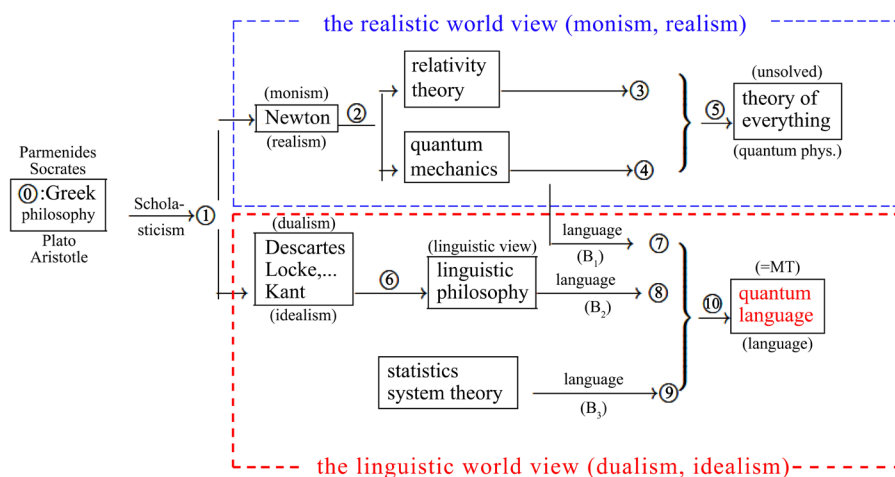 the realistic world view (monism, realism)
Parmenides
Socrates
⓪:Greek
philosophy
Plato
Aristotle
Schola-
sticism
①
(monism)
Newton
(realism)
②
relativity
theory
③
quantum
mechanics
④
⑤
(unsolved)
theory of
everything
(quantum phys.)
(dualism)
Descartes
Locke,...
Kant
(idealism)
⑥
(linguistic view)
linguistic
philosophy
language
(B1)
⑦
language
(B2)
⑧
statistics
system theory
language
(B3)
⑨
⑩
(=MT)
quantum
language
(language)
the linguistic world view (dualism, idealism)